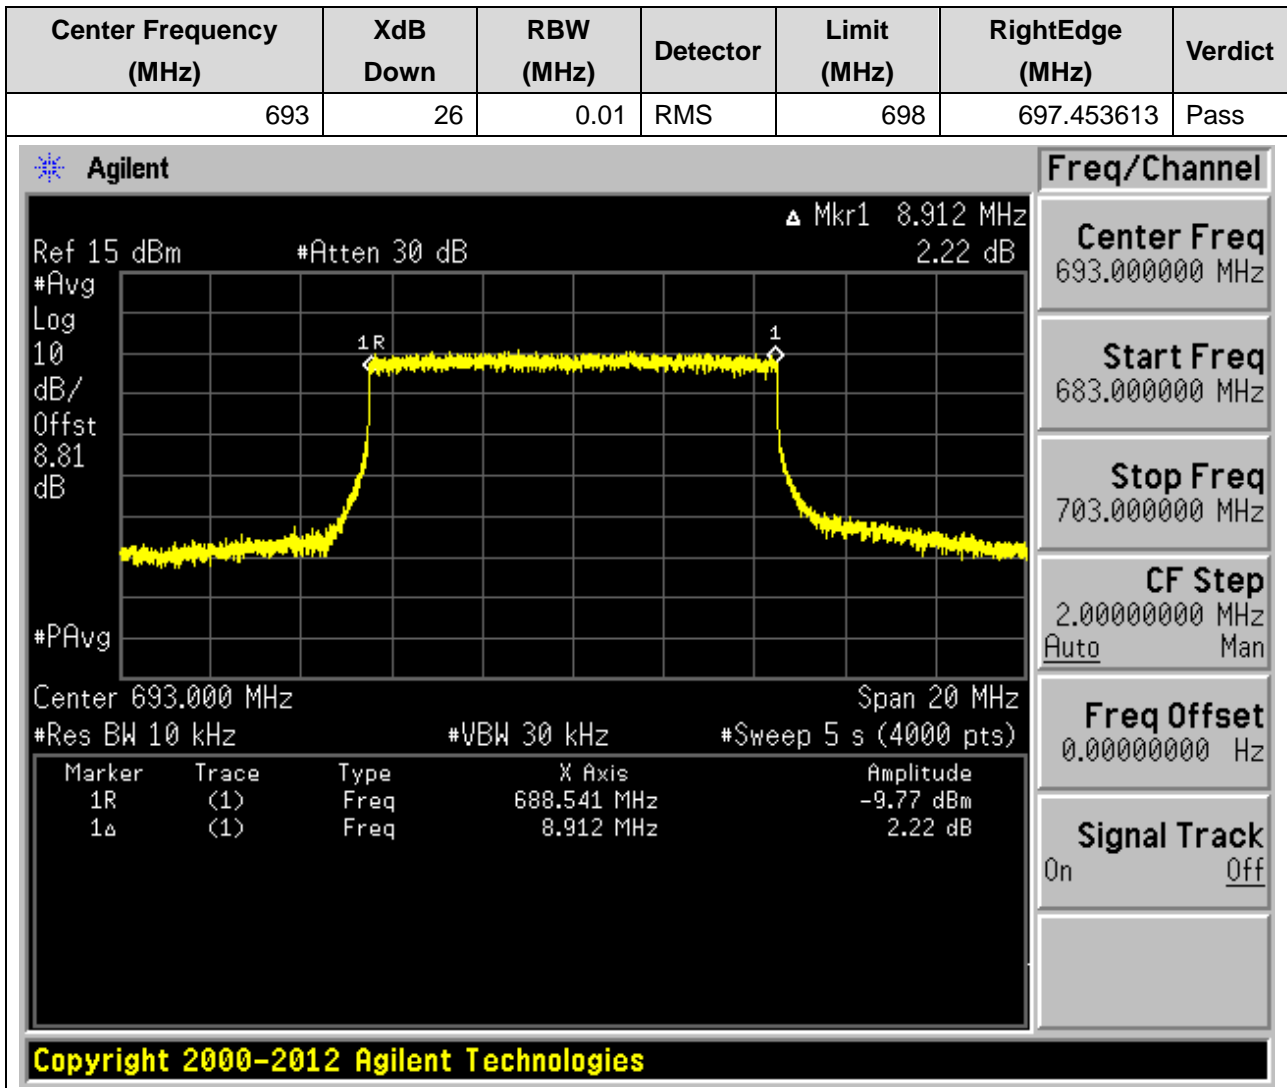 Center Frequency (MHz) XdB Down RBW (MHz) Detector Limit (MHz) RightEdge (MHz) Verdict
693 26 0.01 RMS 698 697.453613 Pass
Agilent
Freq/Channel
Δ Mkr1 8.912 MHz
Ref 15 dBm #Atten 30 dB 2.22 dB
#Avg
Log
10
dB/
Offst
8.81
dB
1R
1
#PAvg
Center 693.000 MHz Span 20 MHz
#Res BW 10 kHz #VBW 30 kHz #Sweep 5 s (4000 pts)
Marker Trace Type X Axis Amplitude
1R (1) Freq 688.541 MHz -9.77 dBm
1Δ (1) Freq 8.912 MHz 2.22 dB
Center Freq
693.000000 MHz
Start Freq
683.000000 MHz
Stop Freq
703.000000 MHz
CF Step
2.00000000 MHz
Auto Man
Freq Offset
0.00000000 Hz
Signal Track
On Off
Copyright 2000-2012 Agilent Technologies